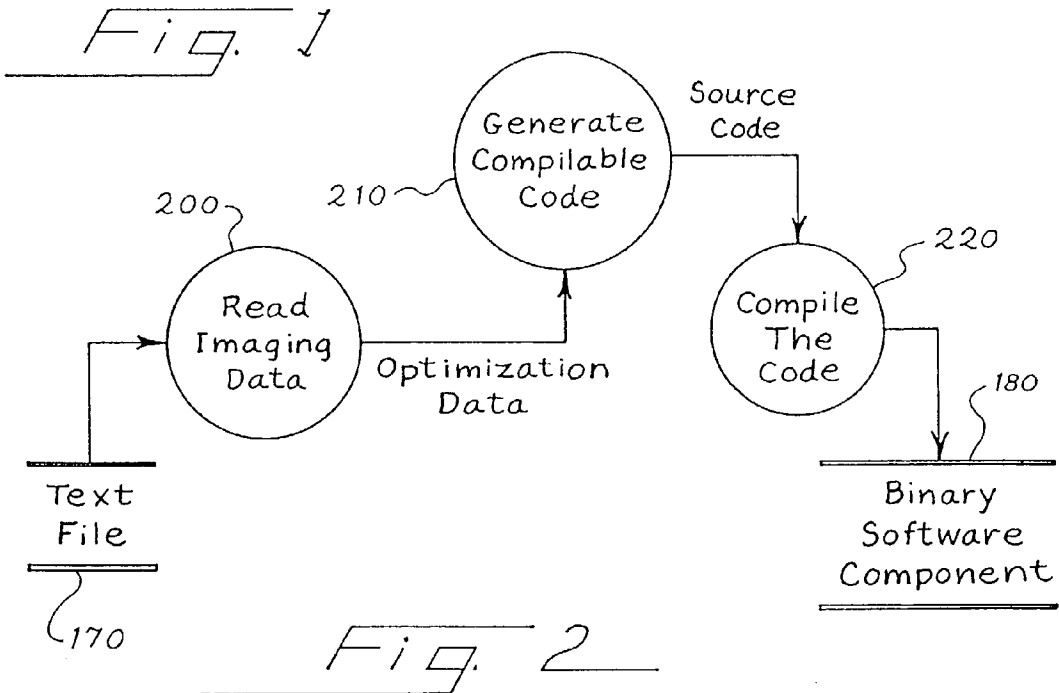 Fig. 1
Generate
Compilable
Code
210
Source
Code
200
Read
Imaging
Data
Optimization
Data
220
Compile
The
Code
180
Text
File
170
Binary
Software
Component
Fig. 2